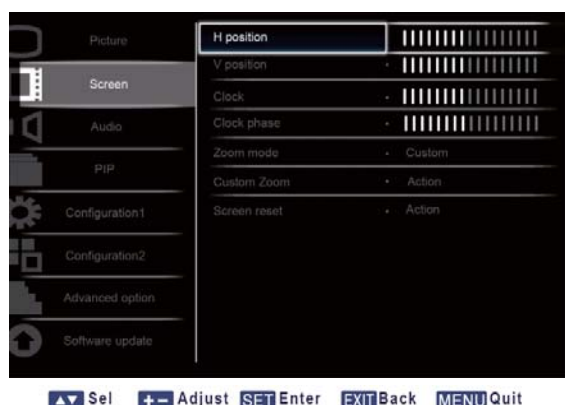 Picture
Screen
Audio
PIP
Configuration1
Configuration2
Advanced option
Software update
H position
V position
Clock
Clock phase
Zoom mode Custom
Custom Zoom Action
Screen reset Action
Sel Adjust SET Enter EXIT Back MENU Quit